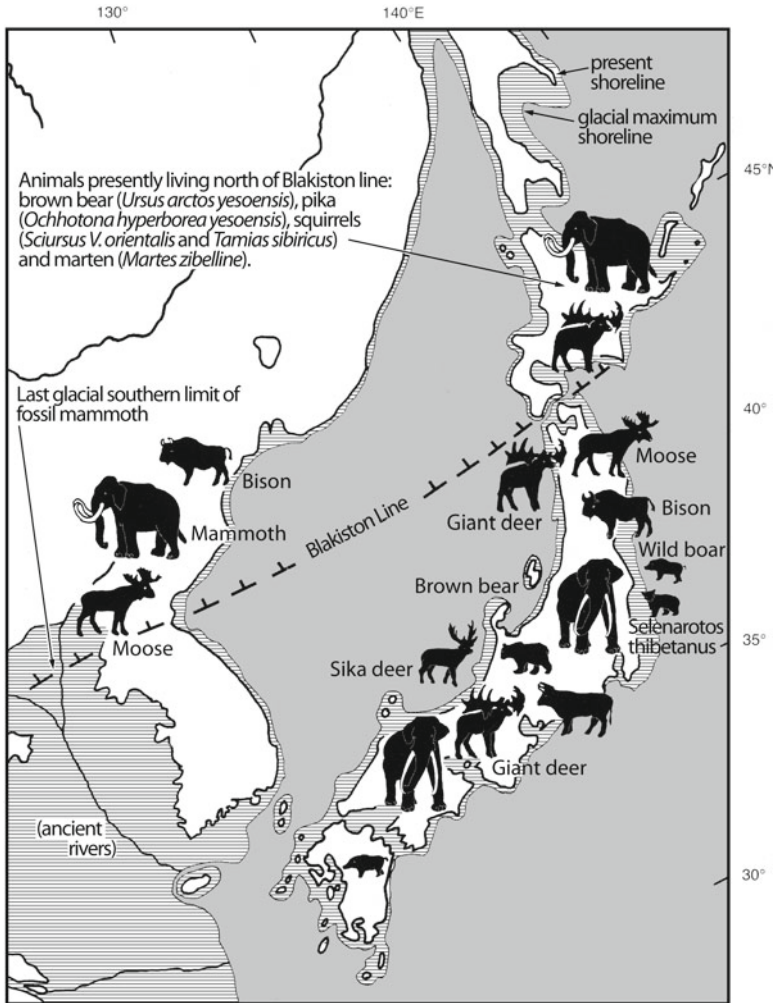 130°
140°E
present
shoreline
glacial maximum
shoreline
45°N
Animals presently living north of Blakiston line:
brown bear (Ursus arctos yesoensis), pika
(Ochhotona hyperborea yesoensis), squirrels
(Sciursus V. orientalis and Tamias sibiricus)
and marten (Martes zibelline).
Last glacial southern limit of
fossil mammoth
40°
Bison
Moose
Mammoth
Blakiston Line
Giant deer
Bison
Wild boar
Brown bear
Moose
Selenarotos
thibetanus
35°
Sika deer
Giant deer
(ancient
rivers)
30°